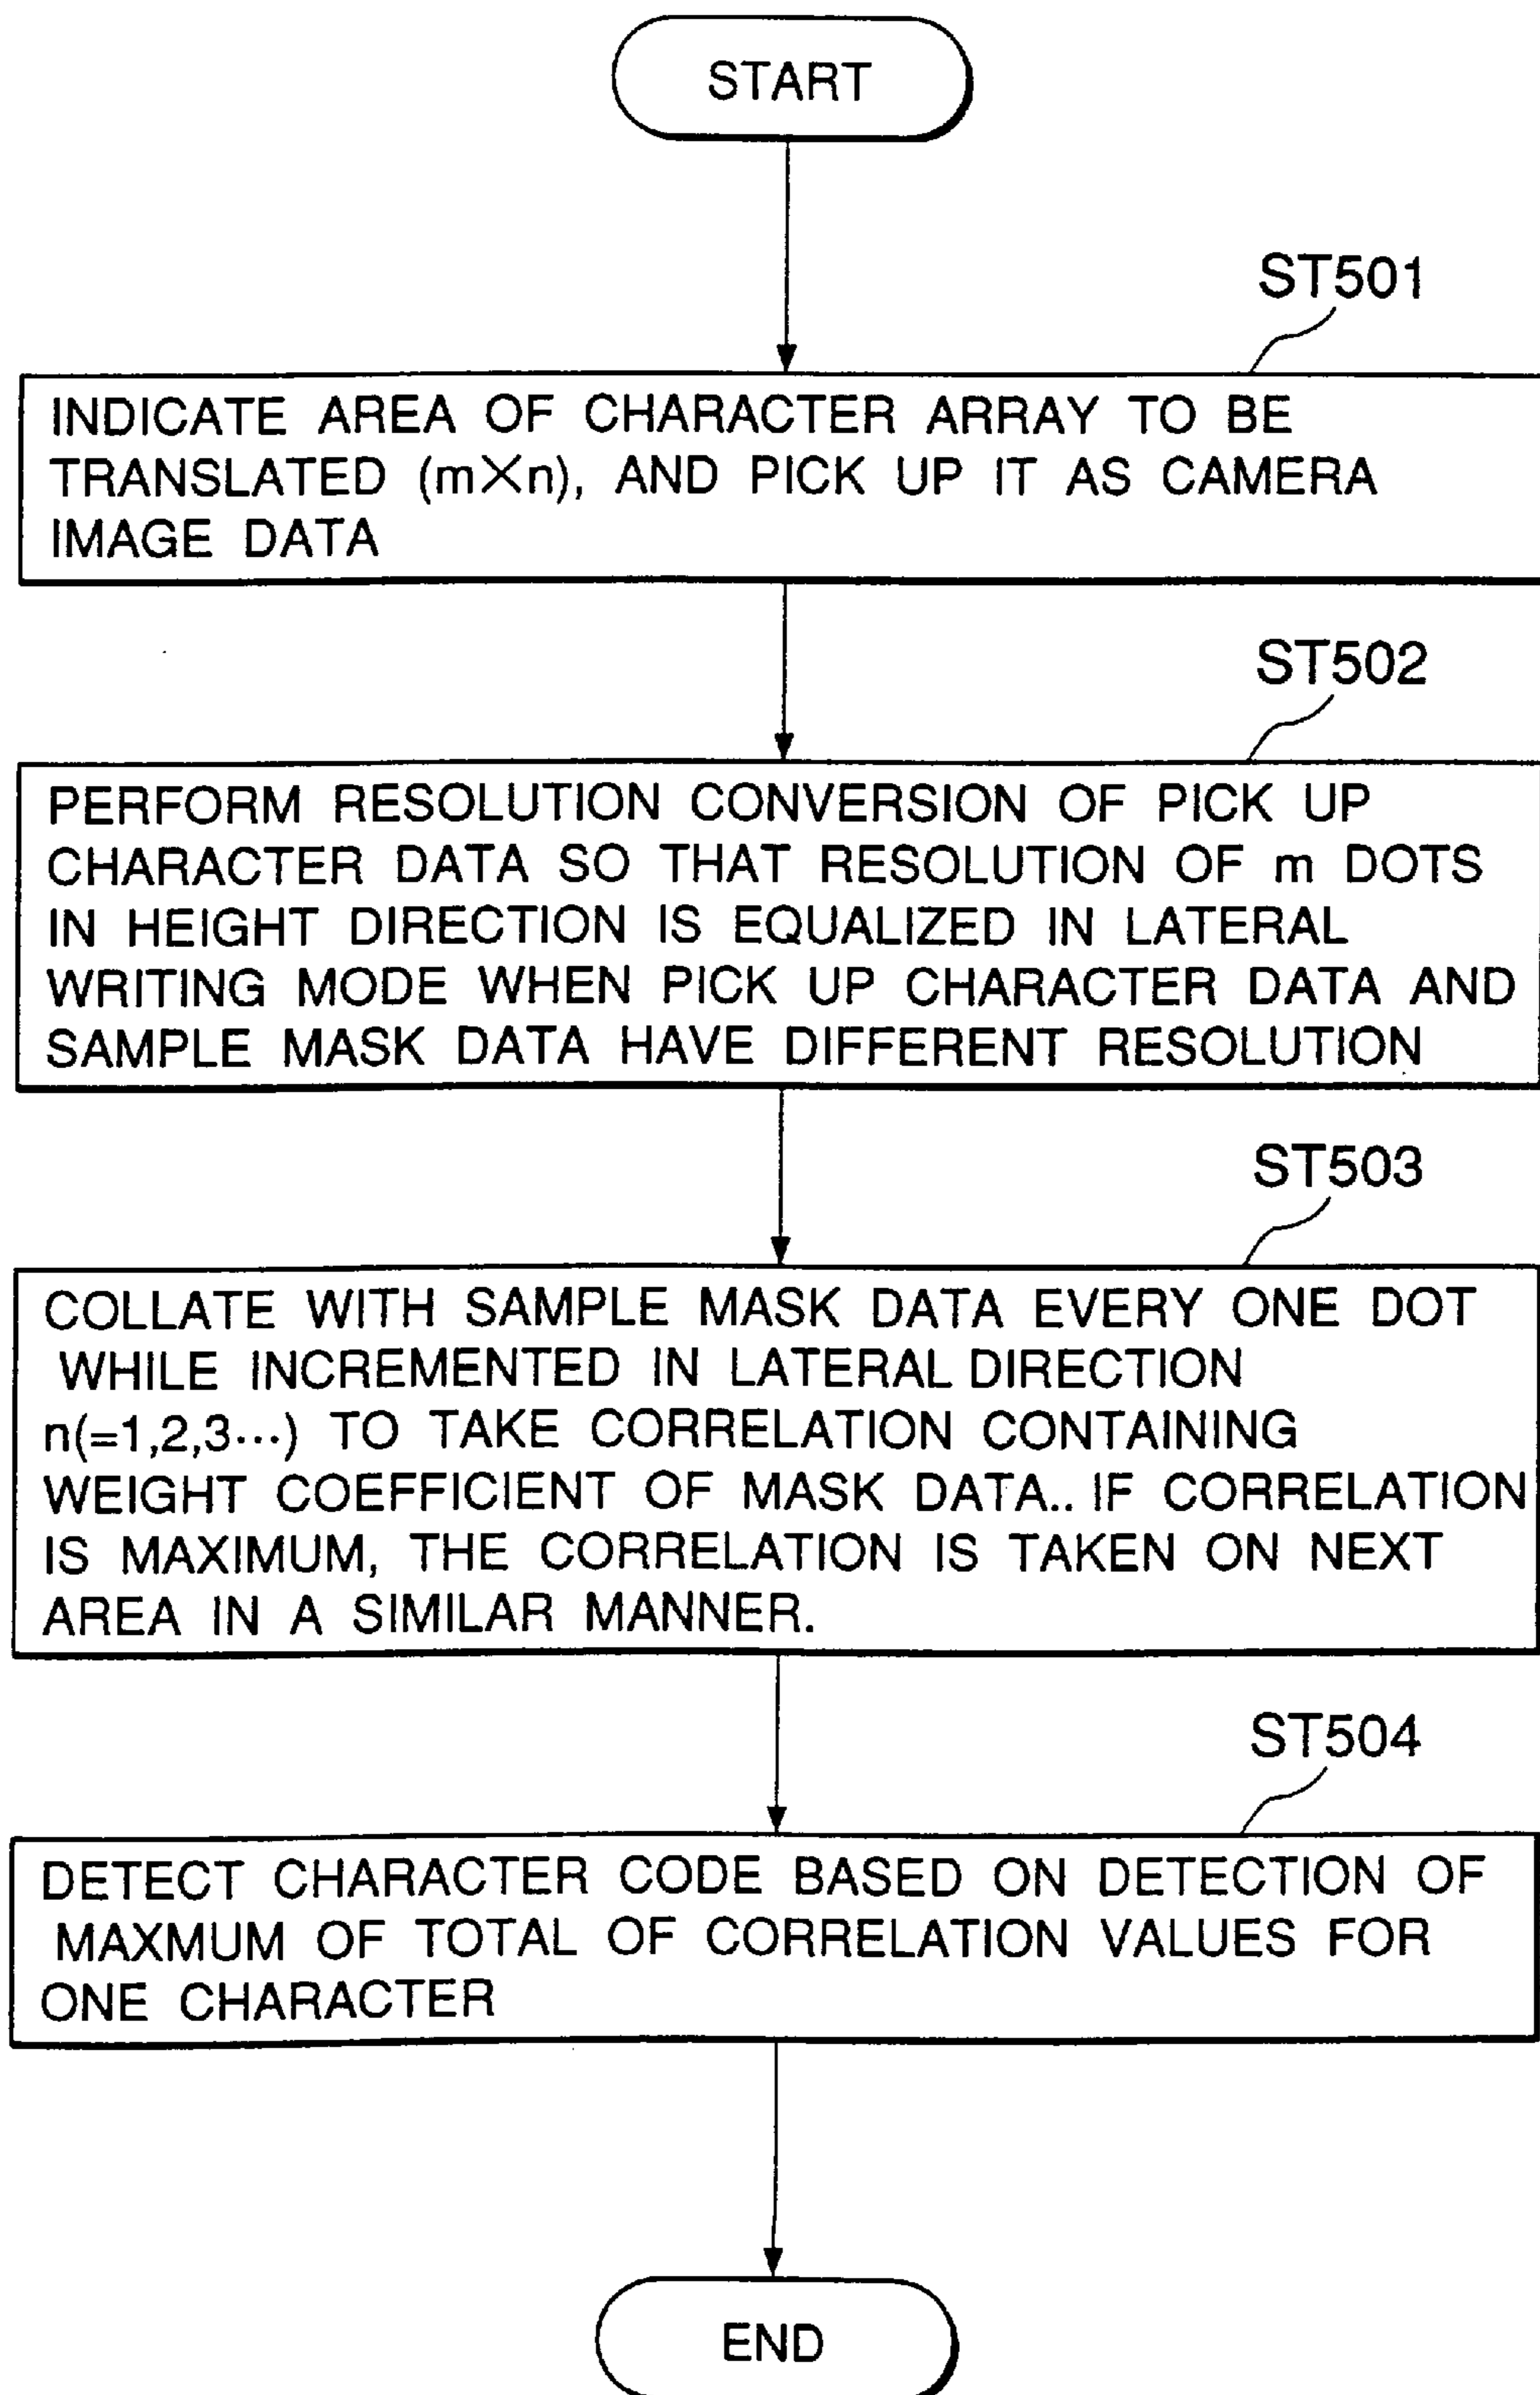 START
ST501
INDICATE AREA OF CHARACTER ARRAY TO BE
TRANSLATED (m×n), AND PICK UP IT AS CAMERA
IMAGE DATA
ST502
PERFORM RESOLUTION CONVERSION OF PICK UP
CHARACTER DATA SO THAT RESOLUTION OF m DOTS
IN HEIGHT DIRECTION IS EQUALIZED IN LATERAL
WRITING MODE WHEN PICK UP CHARACTER DATA AND
SAMPLE MASK DATA HAVE DIFFERENT RESOLUTION
ST503
COLLATE WITH SAMPLE MASK DATA EVERY ONE DOT
WHILE INCREMENTED IN LATERAL DIRECTION
n(=1,2,3···) TO TAKE CORRELATION CONTAINING
WEIGHT COEFFICIENT OF MASK DATA.. IF CORRELATION
IS MAXIMUM, THE CORRELATION IS TAKEN ON NEXT
AREA IN A SIMILAR MANNER.
ST504
DETECT CHARACTER CODE BASED ON DETECTION OF
MAXMUM OF TOTAL OF CORRELATION VALUES FOR
ONE CHARACTER
END